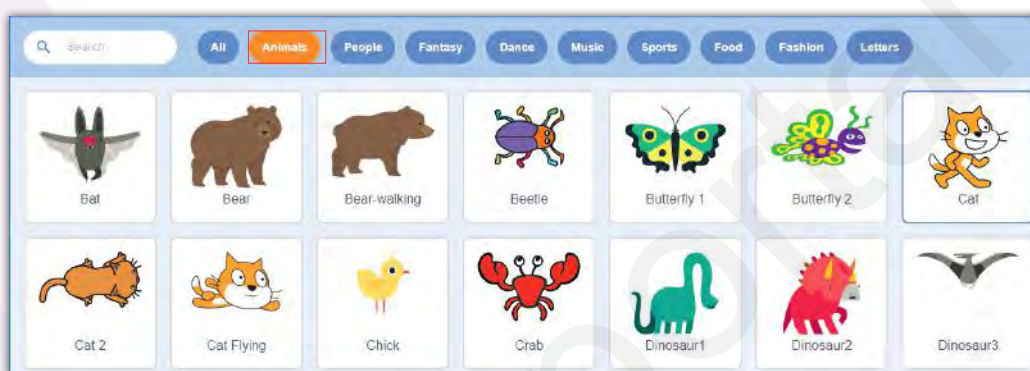 Search
All Animals People Fantasy Dance Music Sports Food Fashion Letters
Bat Bear Bear-walking Beetle Butterfly 1 Butterfly 2 Cat
Cat 2 Cat Flying Chick Crab Dinosaur1 Dinosaur2 Dinosaur3